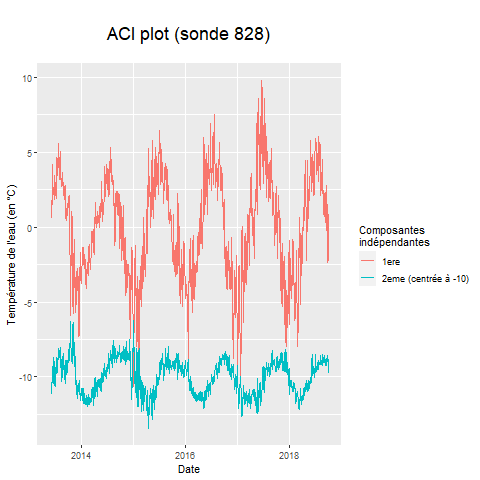 ACI plot (sonde 828)
10
5
0
-5
-10
Température de l'eau (en °C)
2014
2016
2018
Date
Composantes
indépendantes
1ere
2eme (centrée à -10)